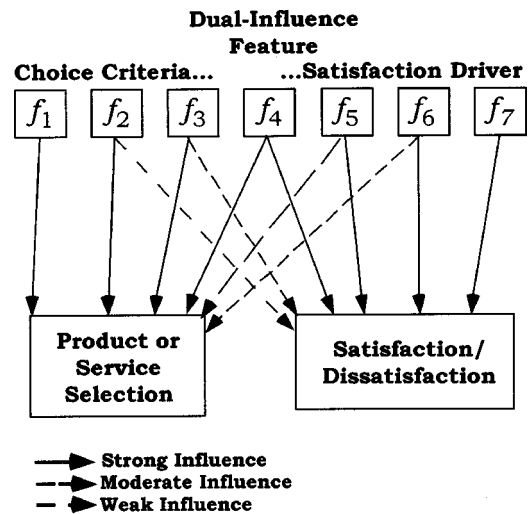 Dual-Influence
Feature
Choice Criteria... ...Satisfaction Driver
f1 f2 f3 f4 f5 f6 f7
Product or
Service
Selection
Satisfaction/
Dissatisfaction
Strong Influence
Moderate Influence
Weak Influence